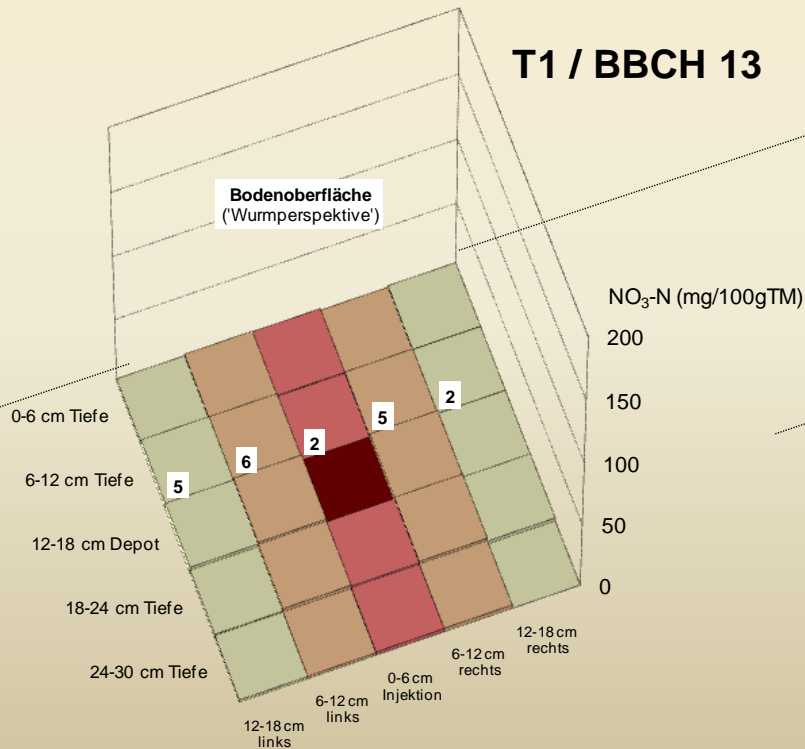 T1 / BBCH 13
Bodenoberfläche
('Wurmperspektive')
NO₃-N (mg/100gTM)
200
150
100
50
0
0-6 cm Tiefe
6-12 cm Tiefe
12-18 cm Depot
18-24 cm Tiefe
24-30 cm Tiefe
5
6
2
5
2
12-18 cm
links
6-12 cm
links
0-6 cm
Injektion
6-12 cm
rechts
12-18 cm
rechts